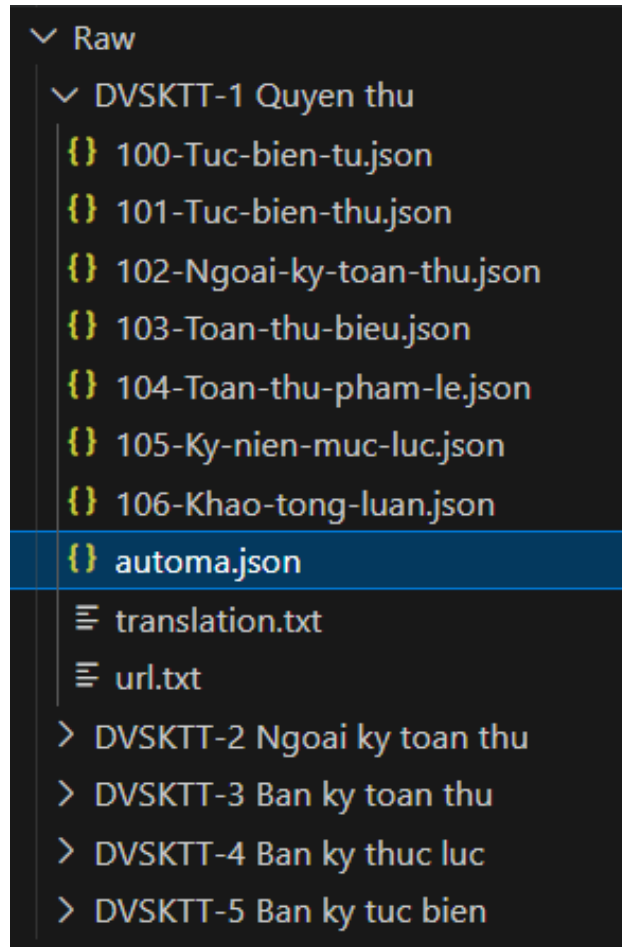 Raw
DVSKTT-1 Quyen thu
{} 100-Tuc-bien-tu.json
{} 101-Tuc-bien-thu.json
{} 102-Ngoai-ky-toan-thu.json
{} 103-Toan-thu-bieu.json
{} 104-Toan-thu-pham-le.json
{} 105-Ky-nien-muc-luc.json
{} 106-Khao-tong-luan.json
{} automa.json
translation.txt
url.txt
DVSKTT-2 Ngoai ky toan thu
DVSKTT-3 Ban ky toan thu
DVSKTT-4 Ban ky thuc luc
DVSKTT-5 Ban ky tuc bien